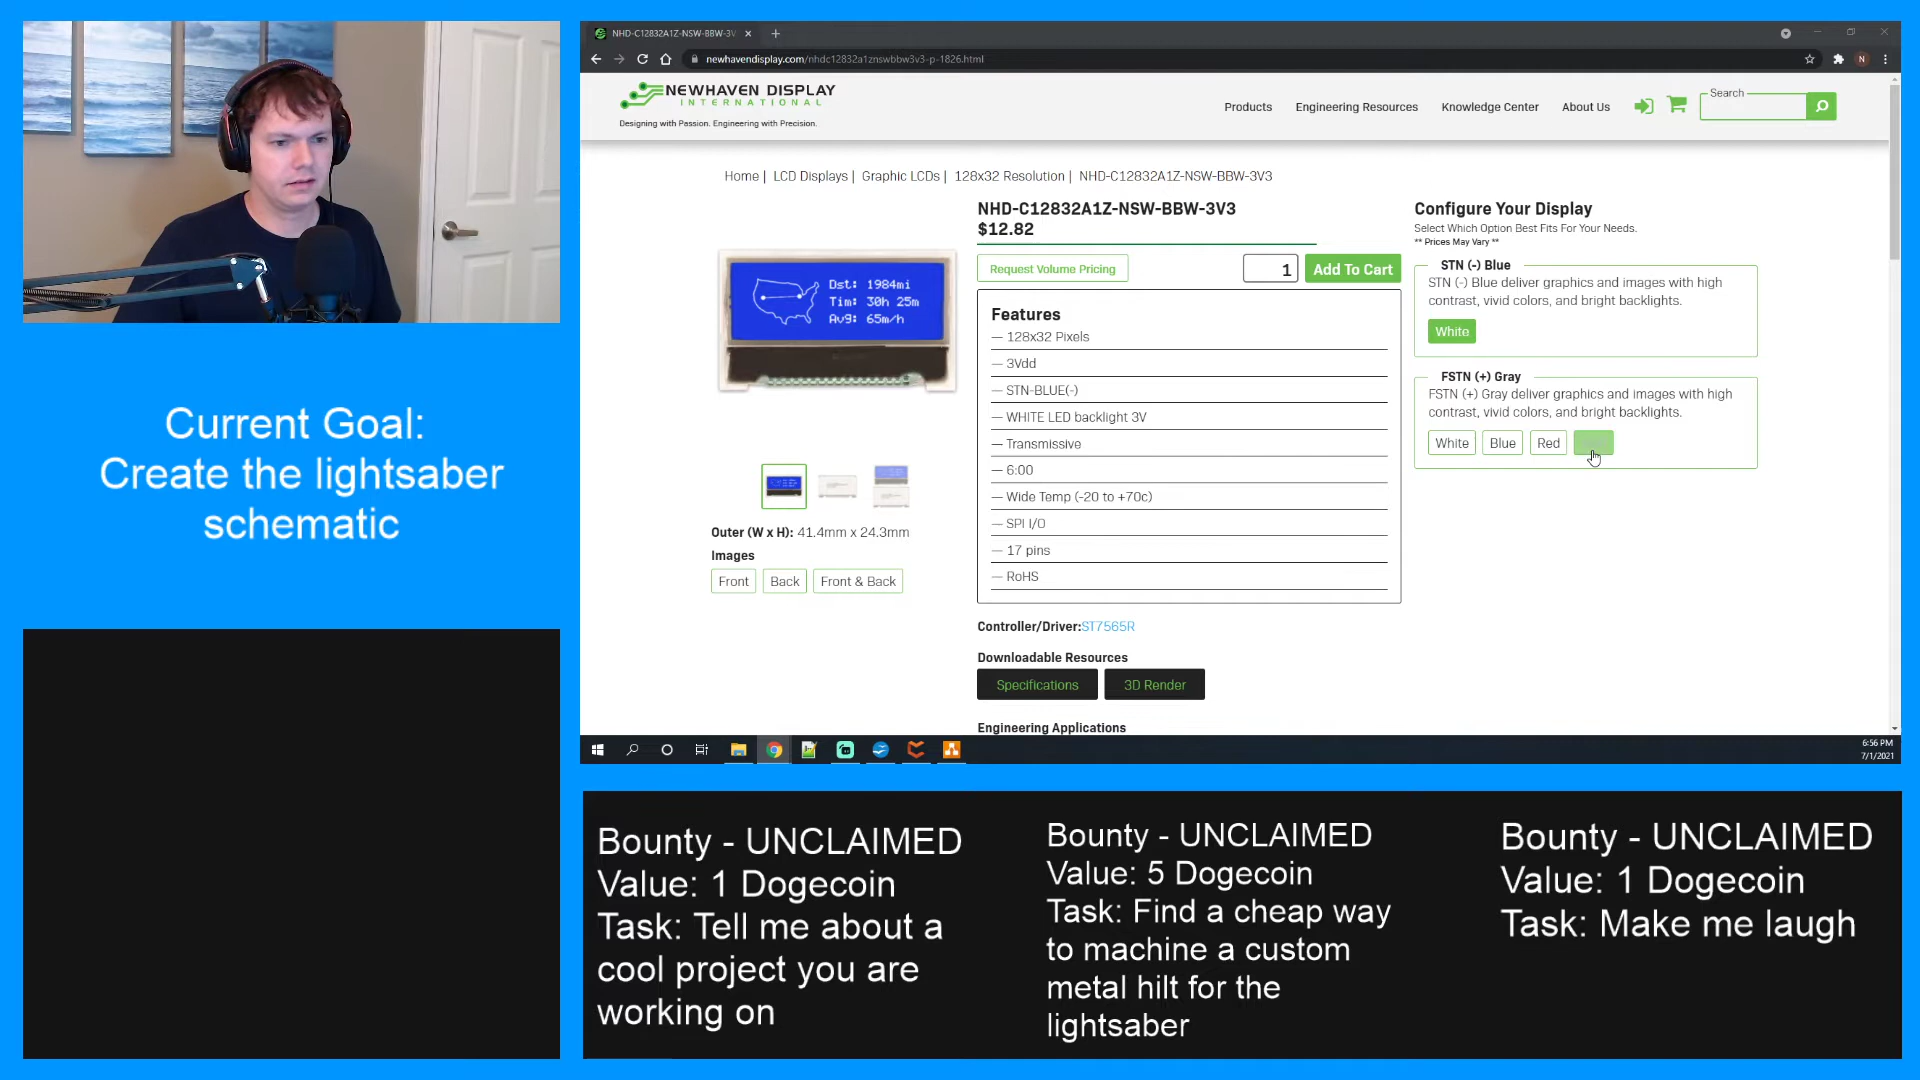 Current Goal:
Create the lightsaber
schematic
NHD-C12832A1Z-NSW-BBW-3V
newhavendisplay.com/nhdc12832a1znswbbw3v3-p-1826.html
N
NEWHAVEN DISPLAY
INTERNATIONAL
Designing with Passion. Engineering with Precision.
Products
Engineering Resources
Knowledge Center
About Us
Search
Home | LCD Displays | Graphic LCDs | 128x32 Resolution | NHD-C12832A1Z-NSW-BBW-3V3
NHD-C12832A1Z-NSW-BBW-3V3
$12.82
Request Volume Pricing
1
Add To Cart
Dst: 1984mi
Tim: 30h 25m
Avg: 65m/h
Outer (W x H): 41.4mm x 24.3mm
Images
Front
Back
Front & Back
Features
— 128x32 Pixels
— 3Vdd
— STN-BLUE(-)
— WHITE LED backlight 3V
— Transmissive
— 6:00
— Wide Temp (-20 to +70c)
— SPI I/O
— 17 pins
— RoHS
Controller/Driver:ST7565R
Downloadable Resources
Specifications
3D Render
Engineering Applications
Configure Your Display
Select Which Option Best Fits For Your Needs.
** Prices May Vary **
STN (-) Blue
STN (-) Blue deliver graphics and images with high
contrast, vivid colors, and bright backlights.
White
FSTN (+) Gray
FSTN (+) Gray deliver graphics and images with high
contrast, vivid colors, and bright backlights.
White
Blue
Red
6:56 PM
7/1/2021
Bounty - UNCLAIMED
Value: 1 Dogecoin
Task: Tell me about a
cool project you are
working on
Bounty - UNCLAIMED
Value: 5 Dogecoin
Task: Find a cheap way
to machine a custom
metal hilt for the
lightsaber
Bounty - UNCLAIMED
Value: 1 Dogecoin
Task: Make me laugh